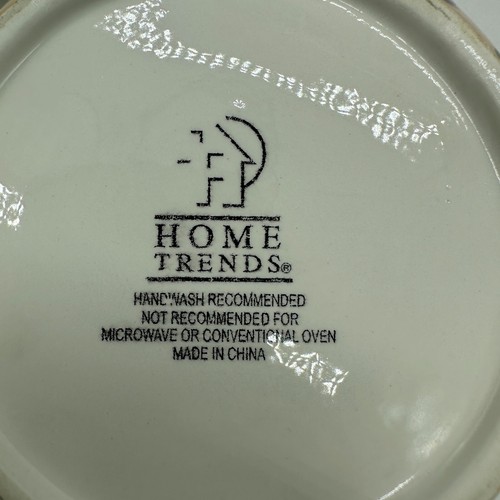 HOME
TRENDS®
HANDWASH RECOMMENDED
NOT RECOMMENDED FOR
MICROWAVE OR CONVENTIONAL OVEN
MADE IN CHINA